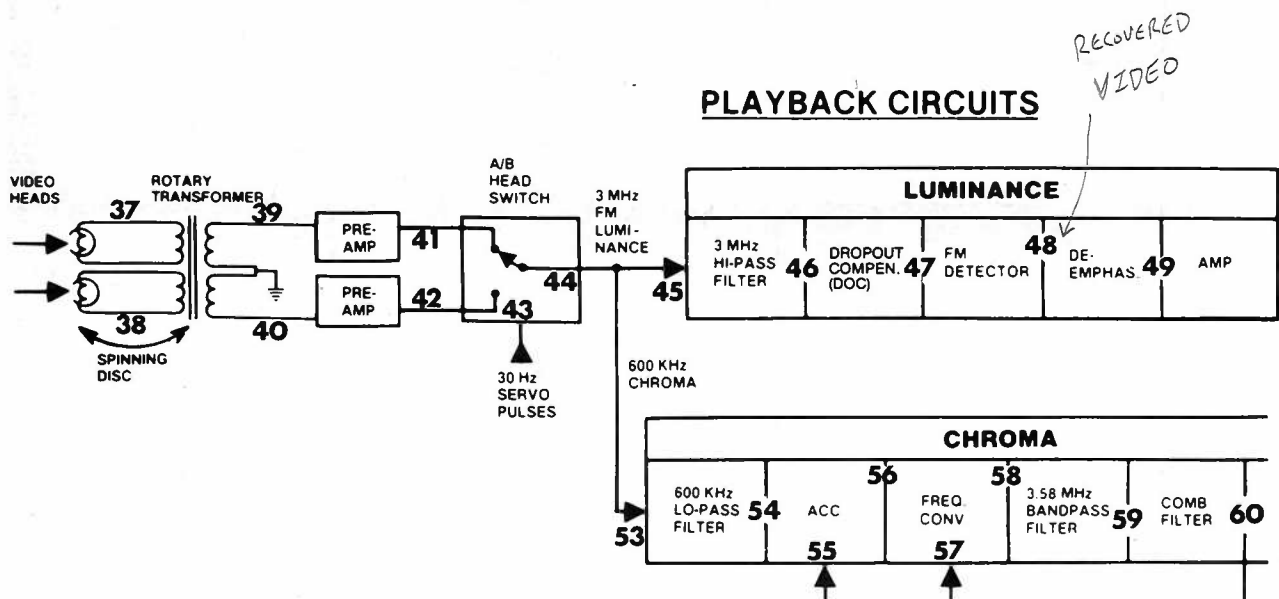 RECOVERED
VIDEO
PLAYBACK CIRCUITS
VIDEO
HEADS
37
ROTARY
TRANSFORMER
39
38
40
SPINNING
DISC
PRE-
AMP
41
PRE-
AMP
42
A/B
HEAD
SWITCH
43
44
30 Hz
SERVO
PULSES
3 MHz
FM
LUMI-
NANCE
45
600 KHz
CHROMA
LUMINANCE
3 MHz
HI-PASS
FILTER
46
DROPOUT
COMPEN.
(DOC)
47
FM
DETECTOR
48
DE-
EMPHAS.
49
AMP
CHROMA
53
600 KHz
LO-PASS
FILTER
54
ACC
55
56
FREQ.
CONV
57
58
3.58 MHz
BANDPASS
FILTER
59
COMB
FILTER
60